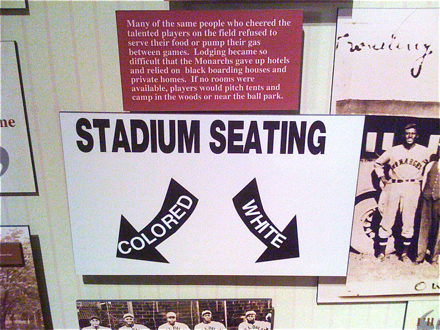 Many of the same people who cheered the
talented players on the field refused to
serve their food or pump their gas
between games. Lodging became so
difficult that the Monarchs gave up hotels
and relied on black boarding houses and
private homes. If no rooms were
available, players would pitch tents and
camp in the woods or near the ball park.
STADIUM SEATING
COLORED WHITE
MONARCHS